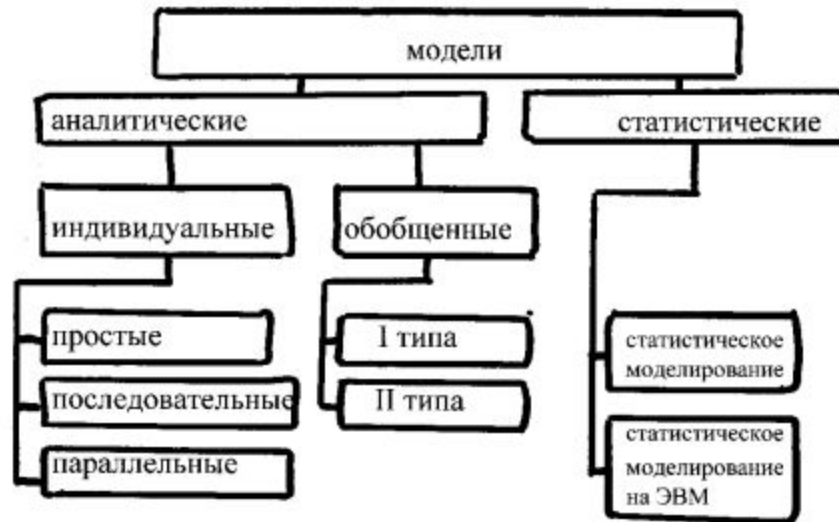 модели
аналитические
статистические
индивидуальные
обобщенные
простые
I типа
статистическое
моделирование
последовательные
II типа
статистическое
моделирование
на ЭВМ
параллельные